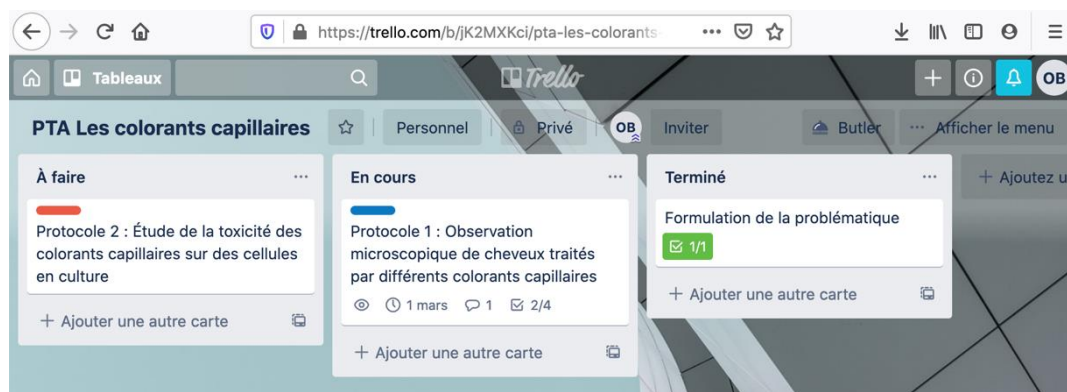 https://trello.com/b/jK2MXKci/pta-les-colorants-
Tableaux
Trello
OB
PTA Les colorants capillaires
Personnel
Privé
OB
Inviter
Butler
Afficher le menu
À faire
Protocole 2 : Étude de la toxicité des
colorants capillaires sur des cellules
en culture
+ Ajouter une autre carte
En cours
Protocole 1 : Observation
microscopique de cheveux traités
par différents colorants capillaires
1 mars 1 2/4
+ Ajouter une autre carte
Terminé
Formulation de la problématique
1/1
+ Ajouter une autre carte
+ Ajoutez u